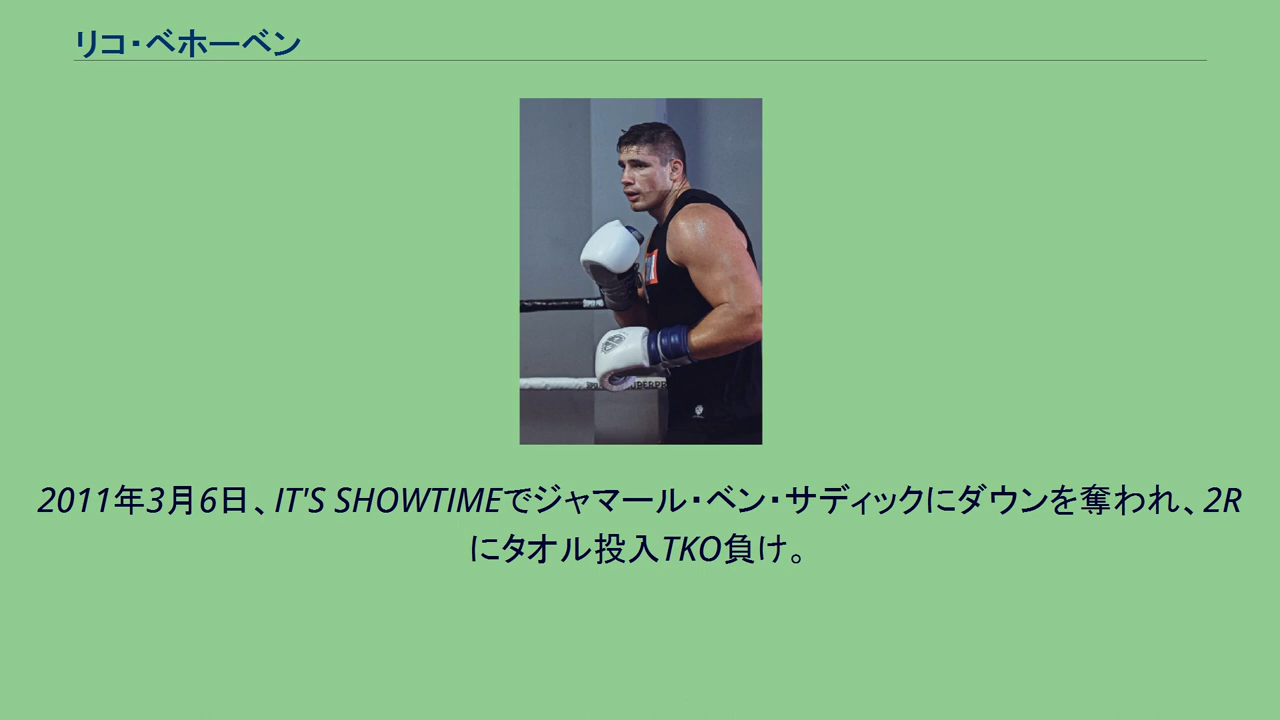 リコ・ベホーベン
2011年3月6日、IT'S SHOWTIMEでジャマール・ベン・サディックにダウンを奪われ、2R
にタオル投入TKO負け。